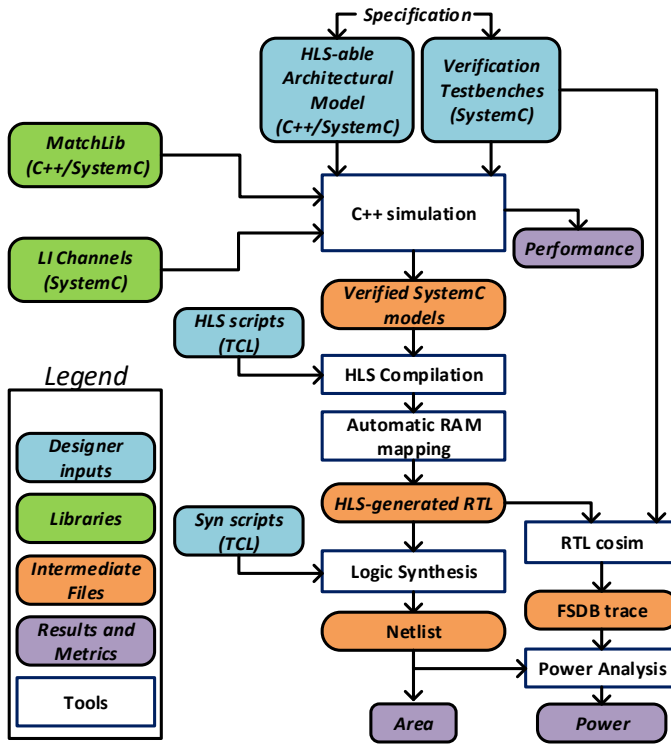 Specification
HLS-able
Architectural
Model
(C++/SystemC)
Verification
Testbenches
(SystemC)
MatchLib
(C++/SystemC)
C++ simulation
Performance
LI Channels
(SystemC)
Verified SystemC
models
HLS scripts
(TCL)
HLS Compilation
Automatic RAM
mapping
HLS-generated RTL
Syn scripts
(TCL)
RTL cosim
Logic Synthesis
FSDB trace
Netlist
Power Analysis
Area
Power
Legend
Designer
inputs
Libraries
Intermediate
Files
Results and
Metrics
Tools